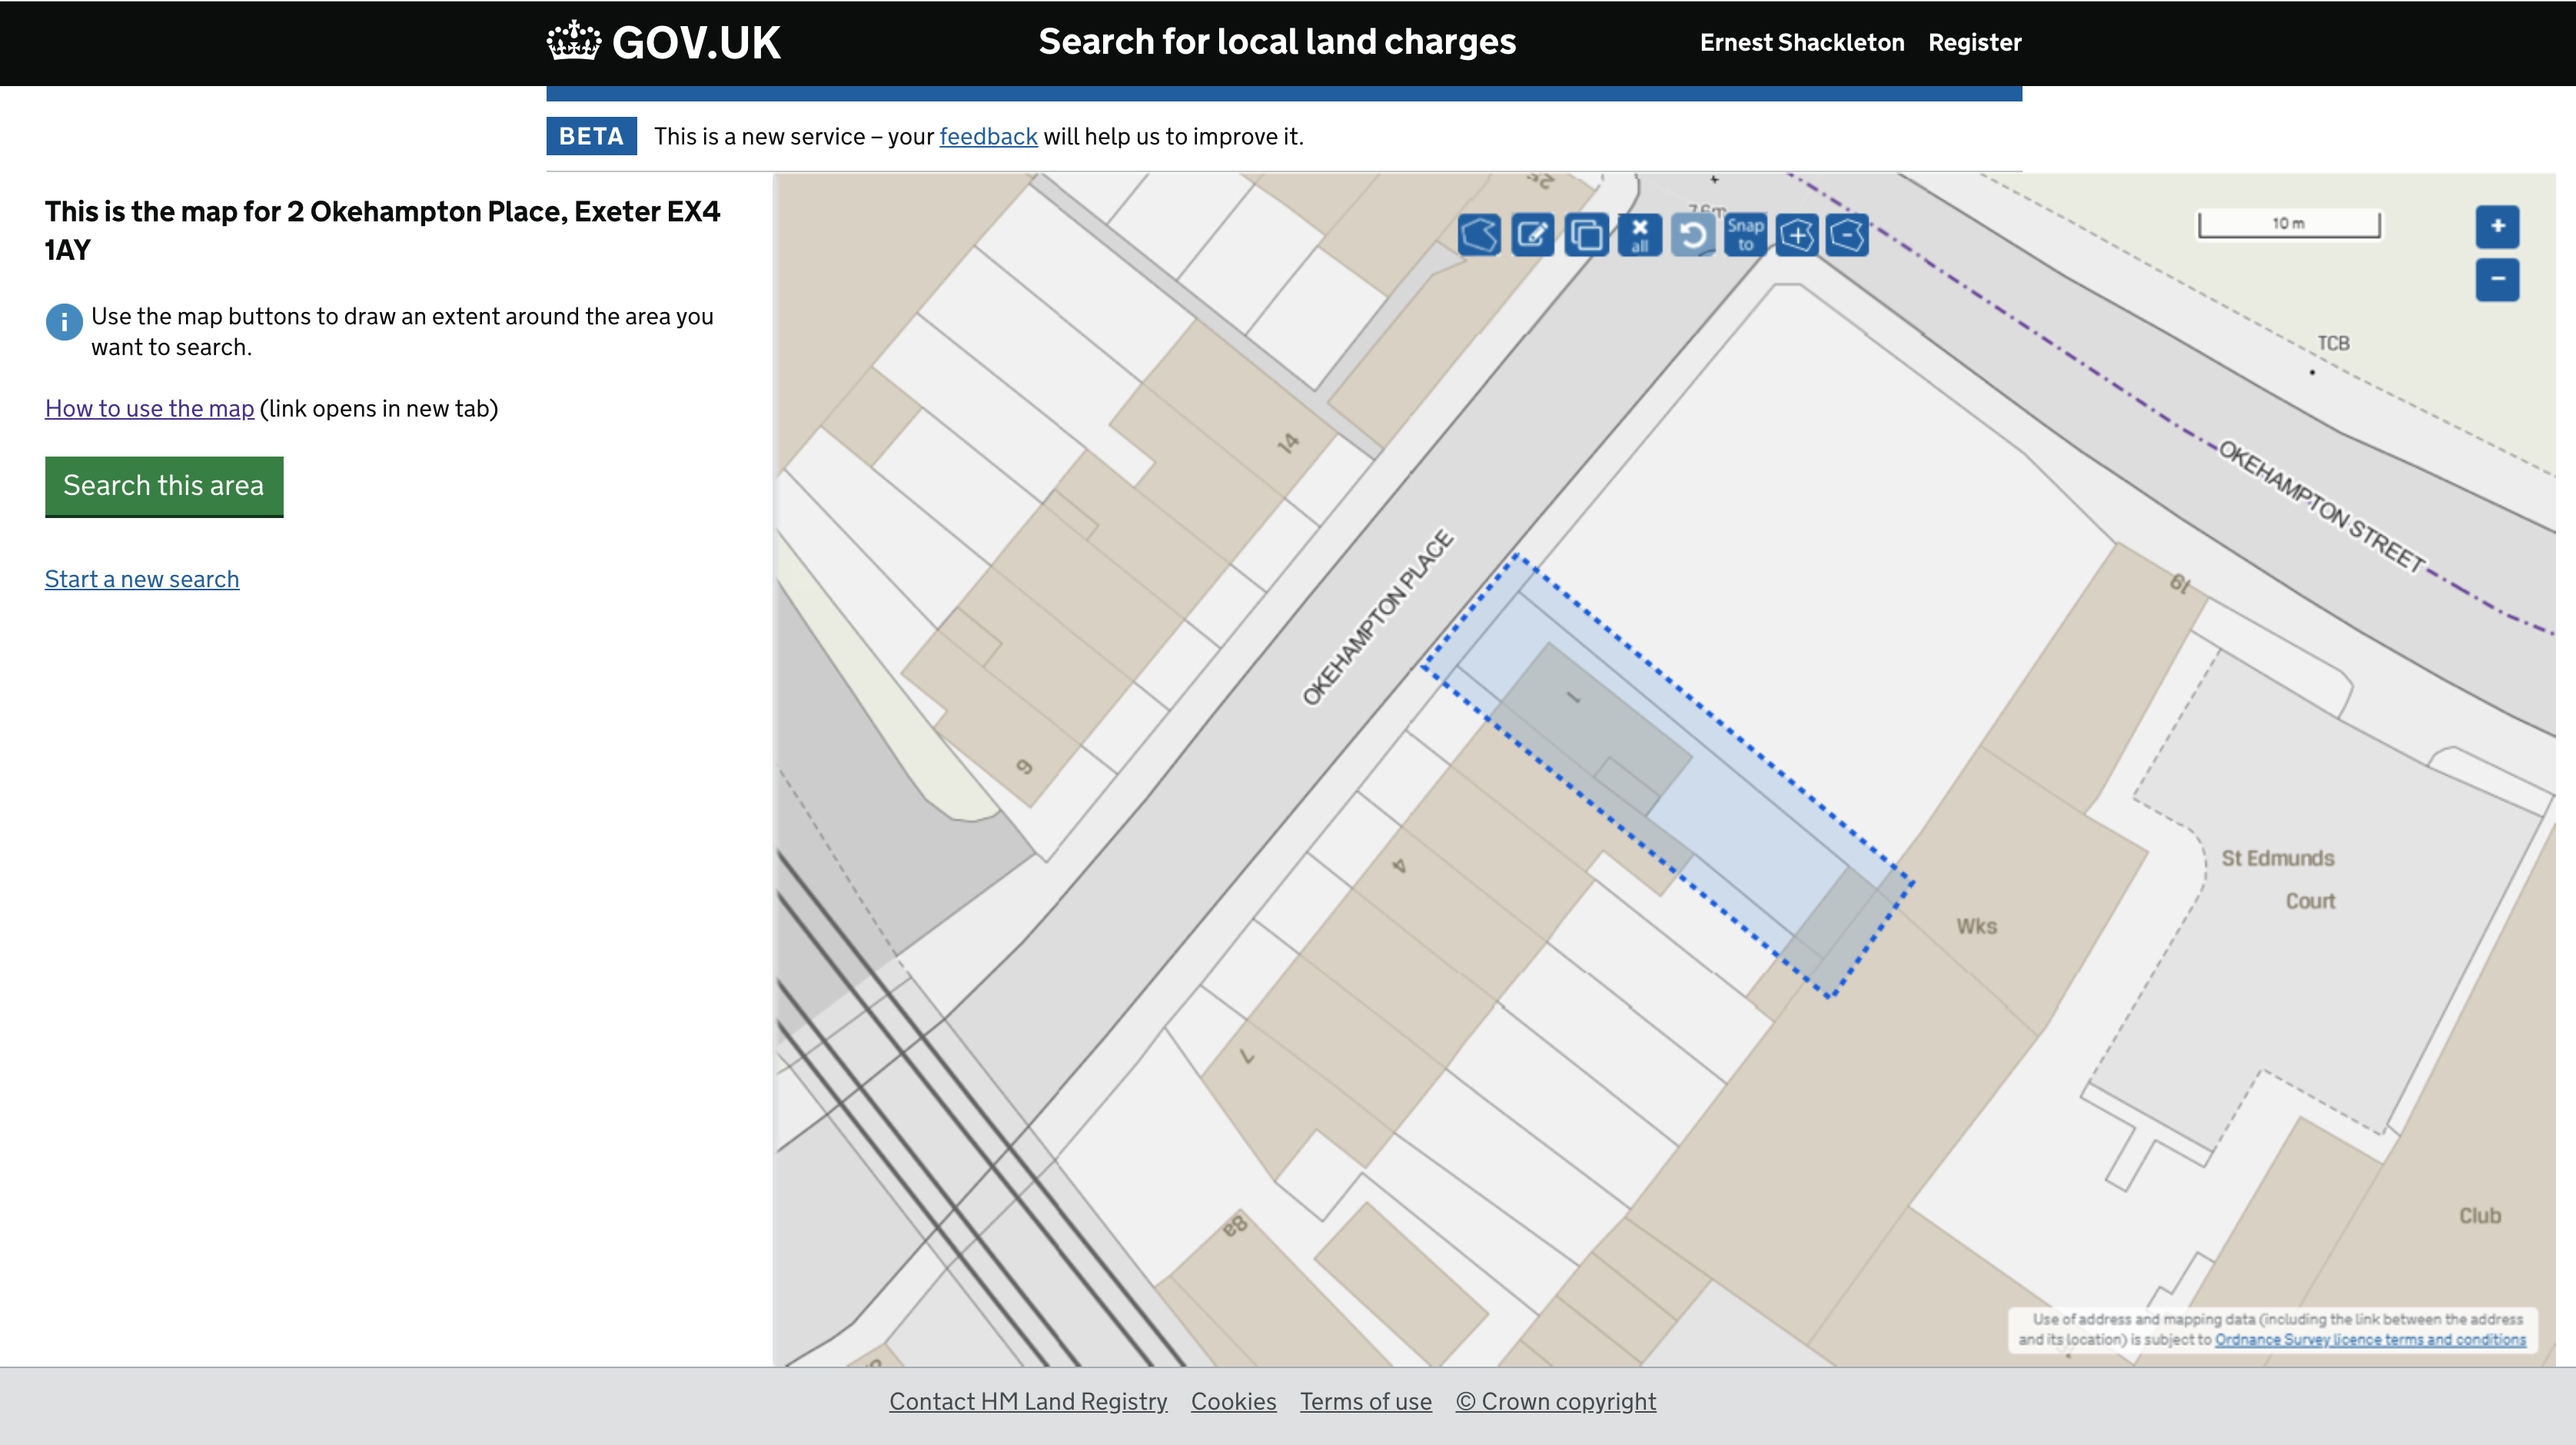 GOV.UK
Search for local land charges
Ernest Shackleton Register
BETA This is a new service – your feedback will help us to improve it.
This is the map for 2 Okehampton Place, Exeter EX4
1AY
i Use the map buttons to draw an extent around the area you
want to search.
How to use the map (link opens in new tab)
Search this area
Start a new search
all
Snap
to
10 m
+
−
TCB
OKEHAMPTON STREET
14
OKEHAMPTON PLACE
19
1
9
4
St Edmunds
Court
Wks
7
8a
Club
Use of address and mapping data (including the link between the address
and its location) is subject to Ordnance Survey licence terms and conditions
Contact HM Land Registry Cookies Terms of use © Crown copyright